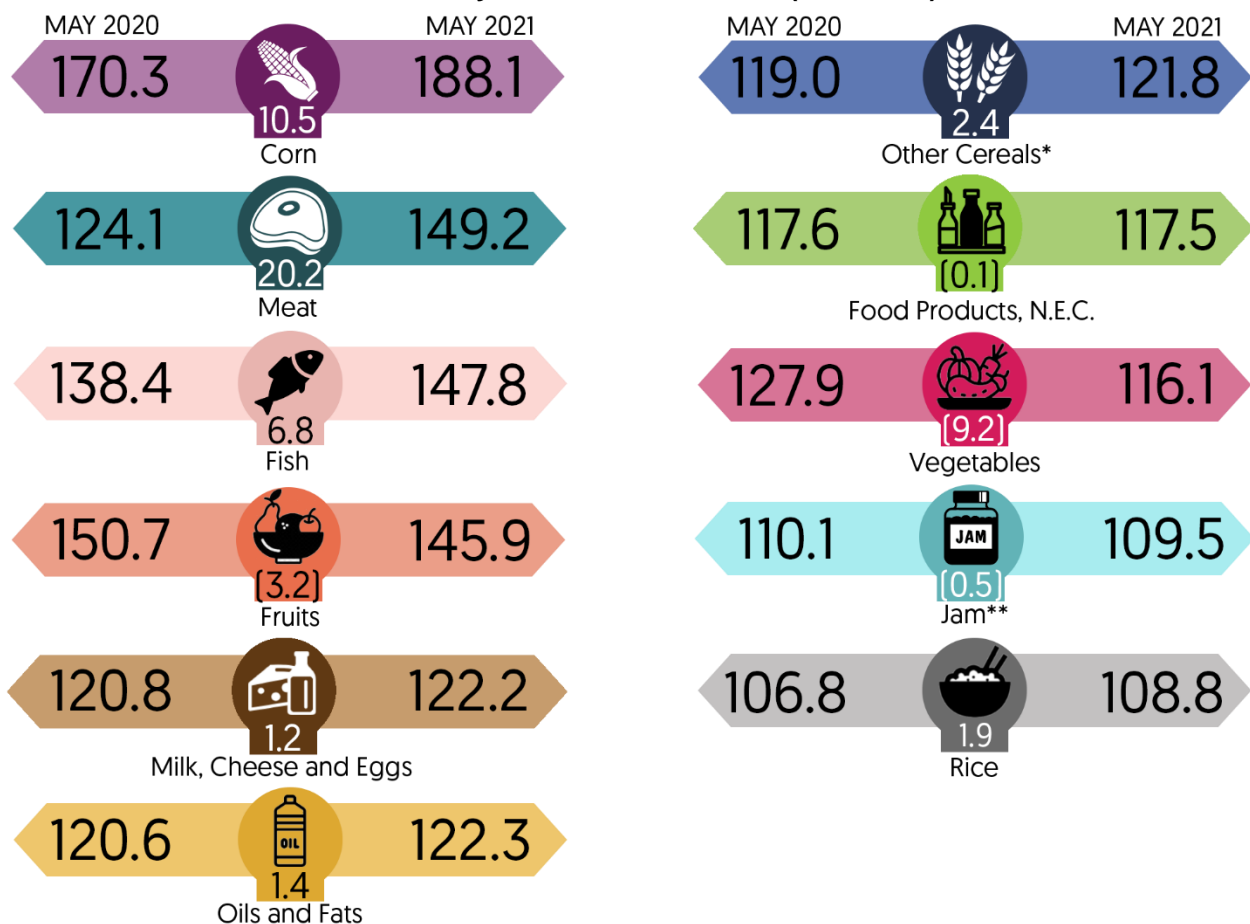 MAY 2020 MAY 2021
170.3 188.1
10.5
Corn
124.1 149.2
20.2
Meat
138.4 147.8
6.8
Fish
150.7 145.9
(3.2)
Fruits
120.8 122.2
1.2
Milk, Cheese and Eggs
120.6 OIL 122.3
1.4
Oils and Fats
MAY 2020 MAY 2021
119.0 121.8
2.4
Other Cereals*
117.6 117.5
(0.1)
Food Products, N.E.C.
127.9 116.1
(9.2)
Vegetables
110.1 JAM 109.5
(0.5)
Jam**
106.8 108.8
1.9
Rice